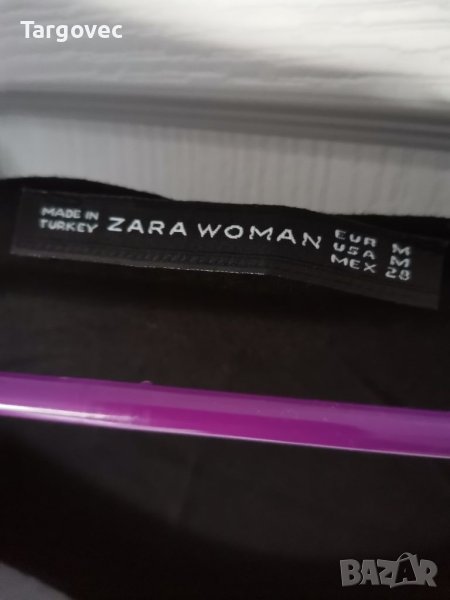 Targovec
MADE IN
TURKEY
ZARA WOMAN
EUR M
USA M
MEX 28
BAZAR